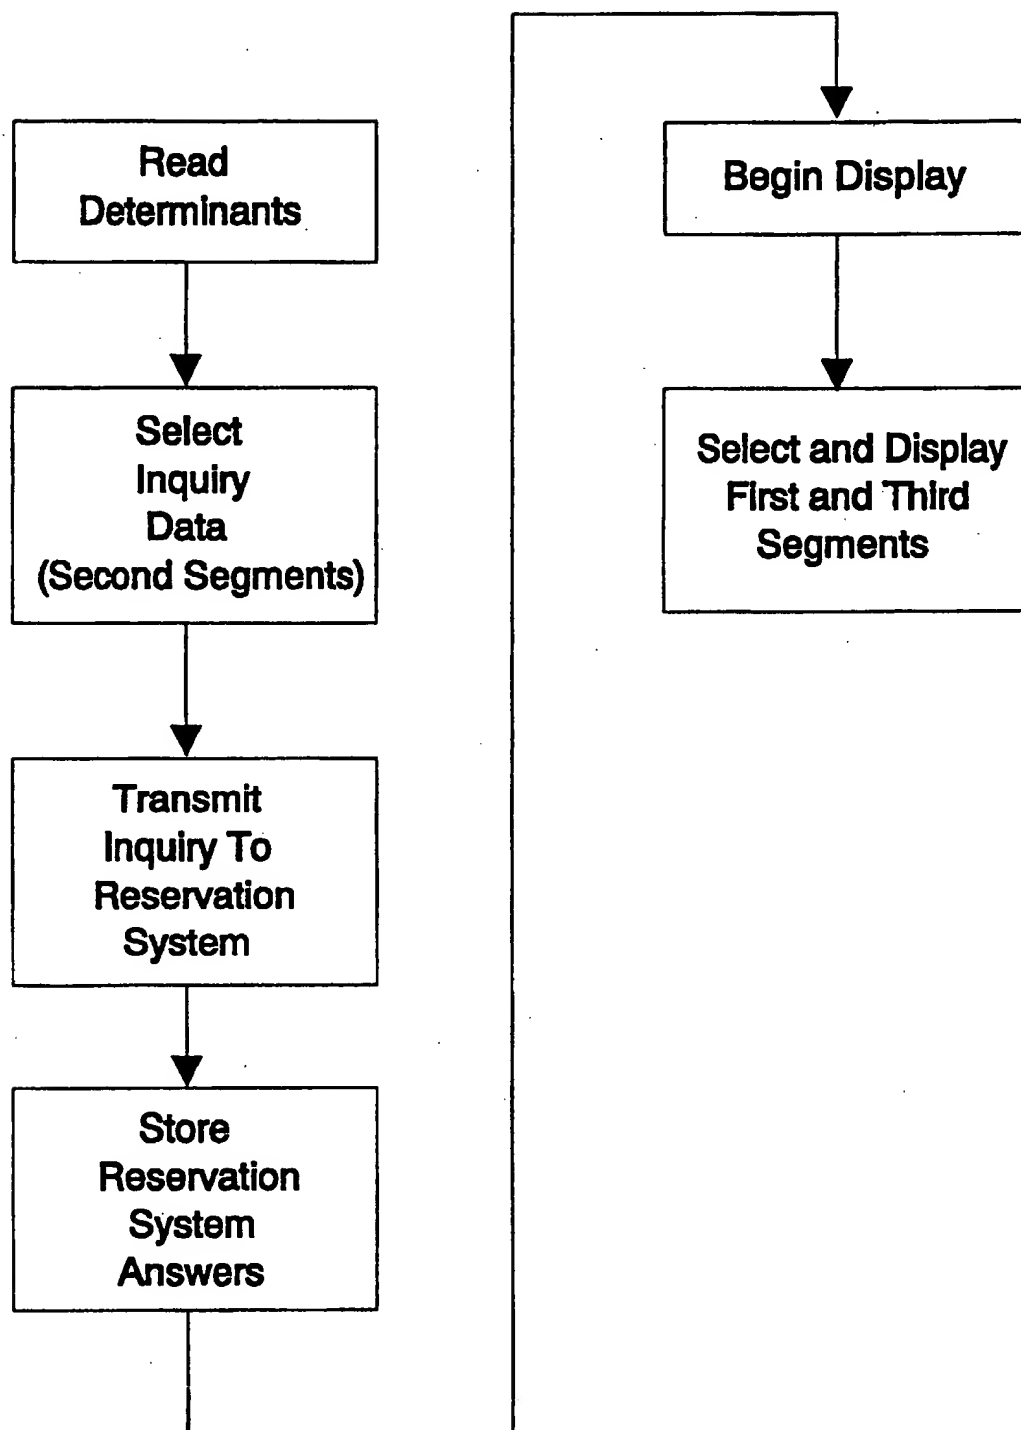 Read
Determinants
Select
Inquiry
Data
(Second Segments)
Transmit
Inquiry To
Reservation
System
Store
Reservation
System
Answers
Begin Display
Select and Display
First and Third
Segments